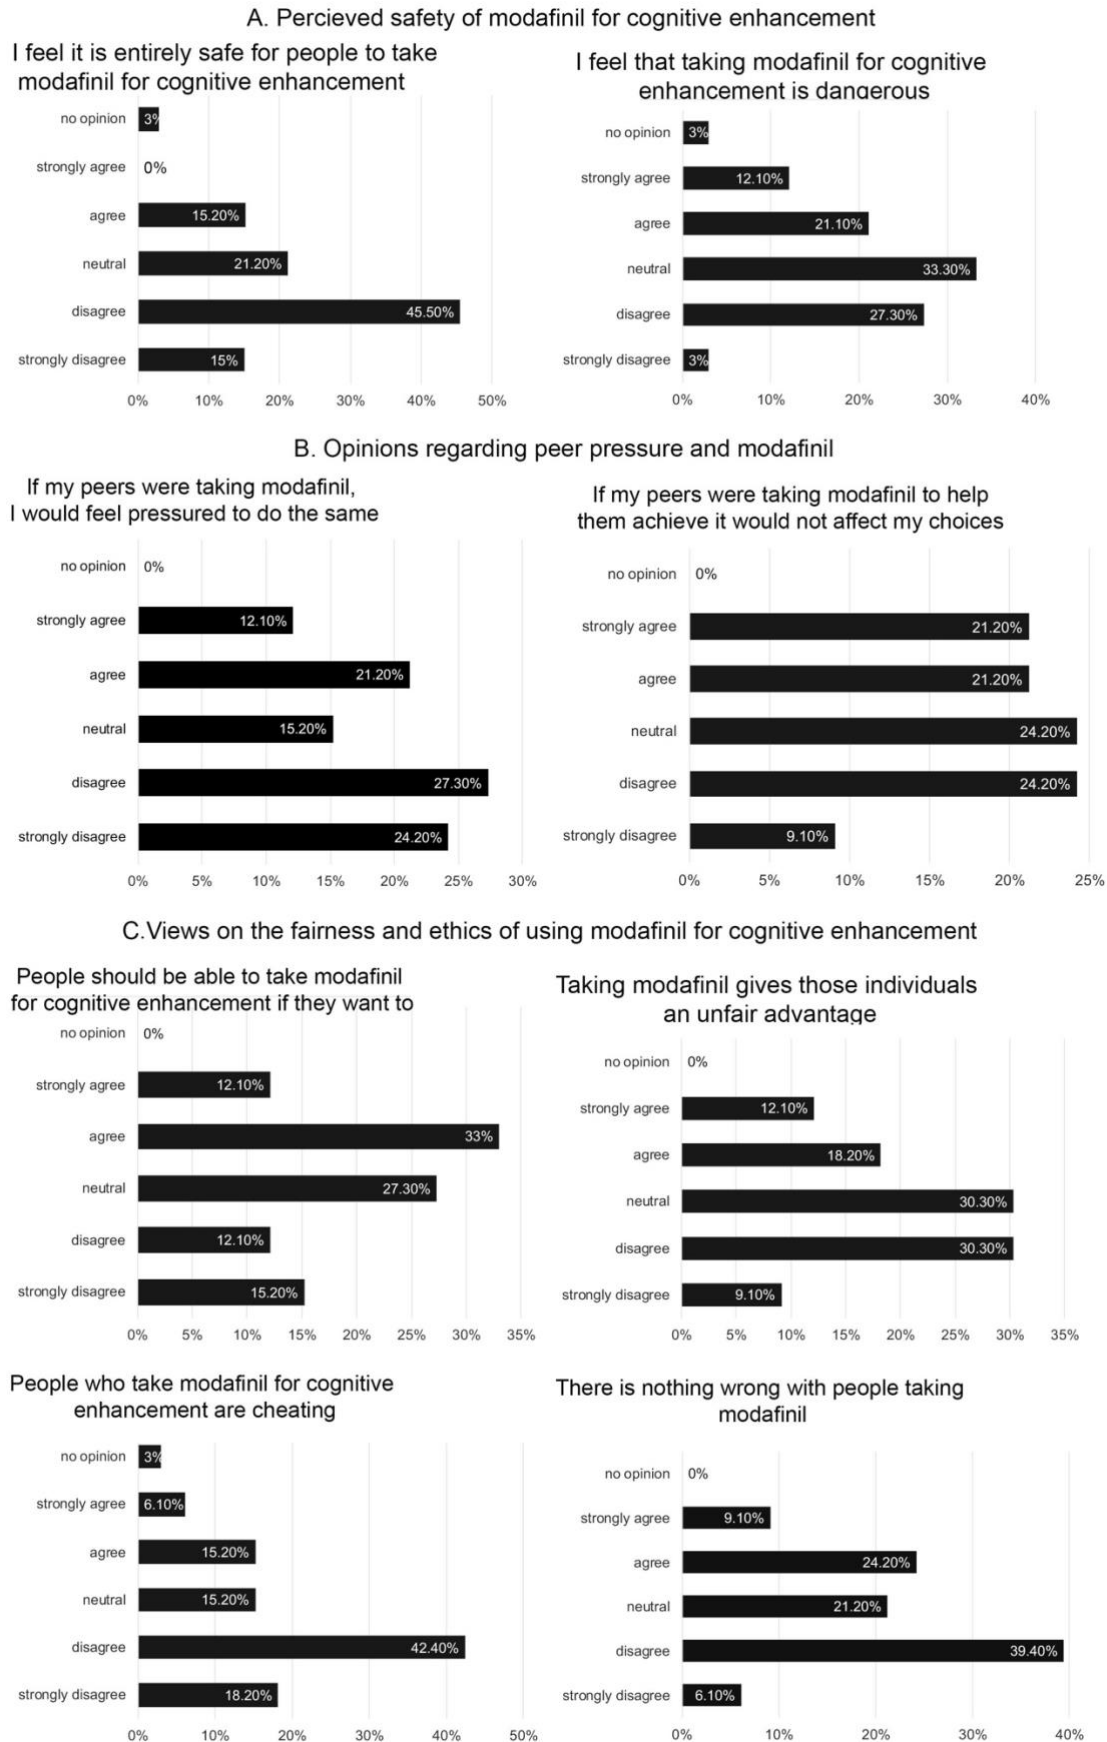 A. Percieved safety of modafinil for cognitive enhancement
I feel it is entirely safe for people to take
modafinil for cognitive enhancement
no opinion 3%
strongly agree 0%
agree 15.20%
neutral 21.20%
disagree 45.50%
strongly disagree 15%
0% 10% 20% 30% 40% 50%
I feel that taking modafinil for cognitive
enhancement is dangerous
no opinion 3%
strongly agree 12.10%
agree 21.10%
neutral 33.30%
disagree 27.30%
strongly disagree 3%
0% 10% 20% 30% 40%
B. Opinions regarding peer pressure and modafinil
If my peers were taking modafinil,
I would feel pressured to do the same
no opinion 0%
strongly agree 12.10%
agree 21.20%
neutral 15.20%
disagree 27.30%
strongly disagree 24.20%
0% 5% 10% 15% 20% 25% 30%
If my peers were taking modafinil to help
them achieve it would not affect my choices
no opinion 0%
strongly agree 21.20%
agree 21.20%
neutral 24.20%
disagree 24.20%
strongly disagree 9.10%
0% 5% 10% 15% 20% 25%
C.Views on the fairness and ethics of using modafinil for cognitive enhancement
People should be able to take modafinil
for cognitive enhancement if they want to
no opinion 0%
strongly agree 12.10%
agree 33%
neutral 27.30%
disagree 12.10%
strongly disagree 15.20%
0% 5% 10% 15% 20% 25% 30% 35%
Taking modafinil gives those individuals
an unfair advantage
no opinion 0%
strongly agree 12.10%
agree 18.20%
neutral 30.30%
disagree 30.30%
strongly disagree 9.10%
0% 5% 10% 15% 20% 25% 30% 35%
People who take modafinil for cognitive
enhancement are cheating
no opinion 3%
strongly agree 6.10%
agree 15.20%
neutral 15.20%
disagree 42.40%
strongly disagree 18.20%
0% 10% 20% 30% 40% 50%
There is nothing wrong with people taking
modafinil
no opinion 0%
strongly agree 9.10%
agree 24.20%
neutral 21.20%
disagree 39.40%
strongly disagree 6.10%
0% 10% 20% 30% 40%